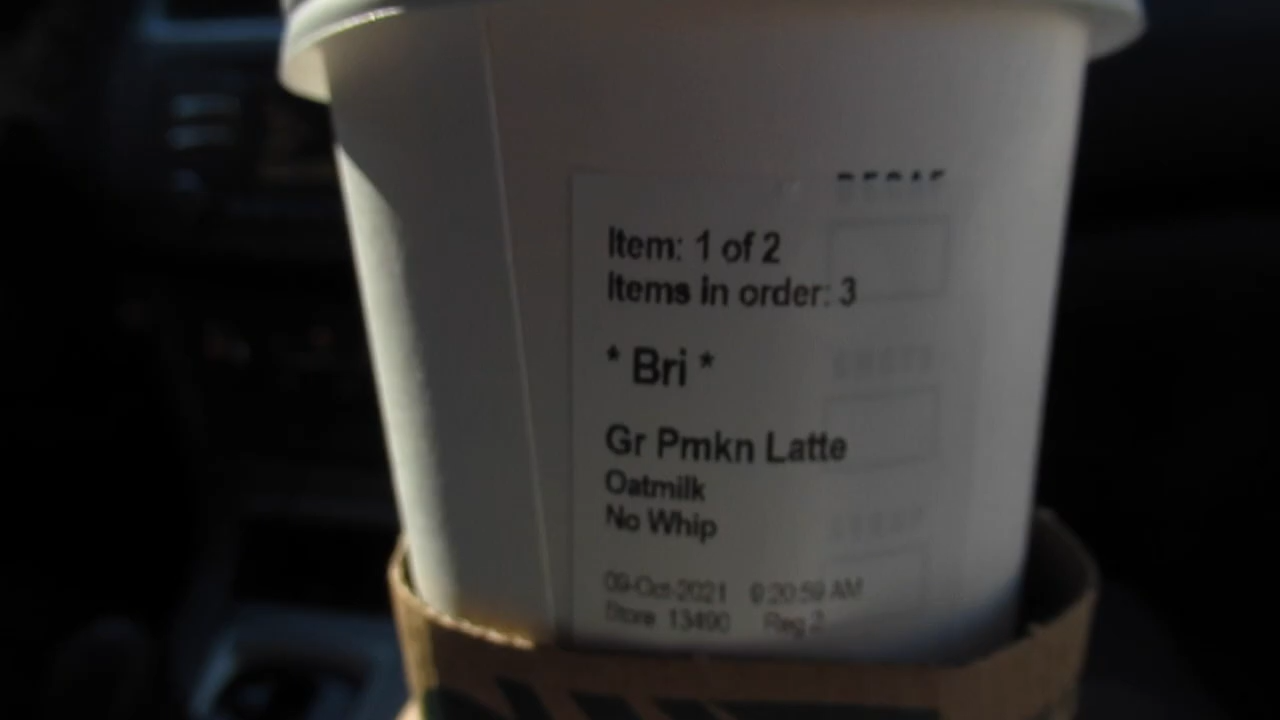 Item: 1 of 2
Items in order: 3
* Bri *
Gr Pmkn Latte
Oatmilk
No Whip
09-Oct-2021 9:20:59 AM
Store 13490 Reg 2